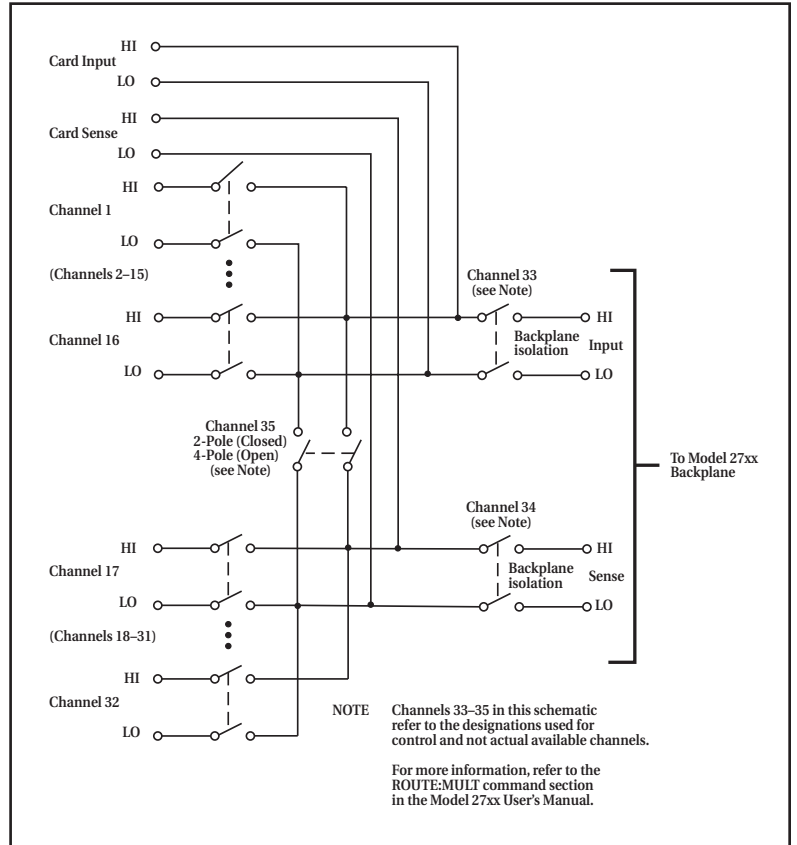 HI
Card Input
LO
HI
Card Sense
LO
HI
Channel 1
LO
(Channels 2–15)
Channel 33
(see Note)
HI
HI
Backplane
isolation
Input
Channel 16
LO
LO
Channel 35
2-Pole (Closed)
4-Pole (Open)
(see Note)
To Model 27xx
Backplane
Channel 34
(see Note)
HI
HI
Channel 17
Backplane
isolation
Sense
LO
LO
(Channels 18–31)
HI
Channel 32
LO
NOTE Channels 33–35 in this schematic
refer to the designations used for
control and not actual available channels.
For more information, refer to the
ROUTE:MULT command section
in the Model 27xx User's Manual.